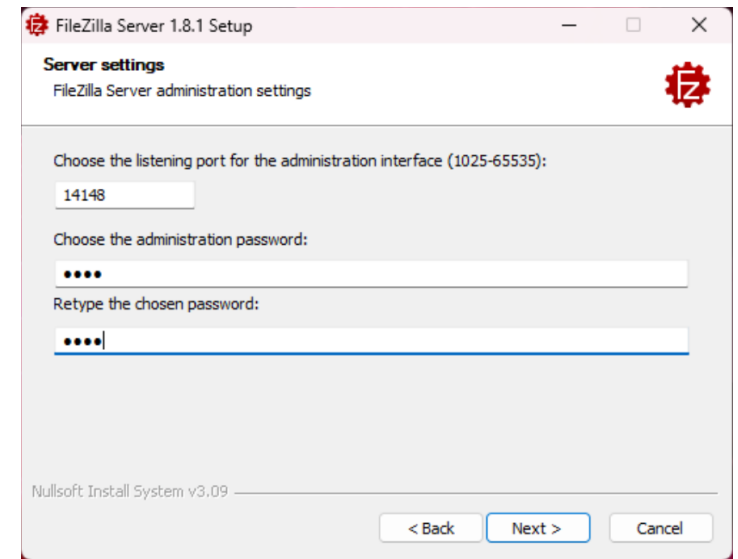 FileZilla Server 1.8.1 Setup
Server settings
FileZilla Server administration settings
Choose the listening port for the administration interface (1025-65535):
14148
Choose the administration password:
••••
Retype the chosen password:
••••
Nullsoft Install System v3.09
< Back Next > Cancel